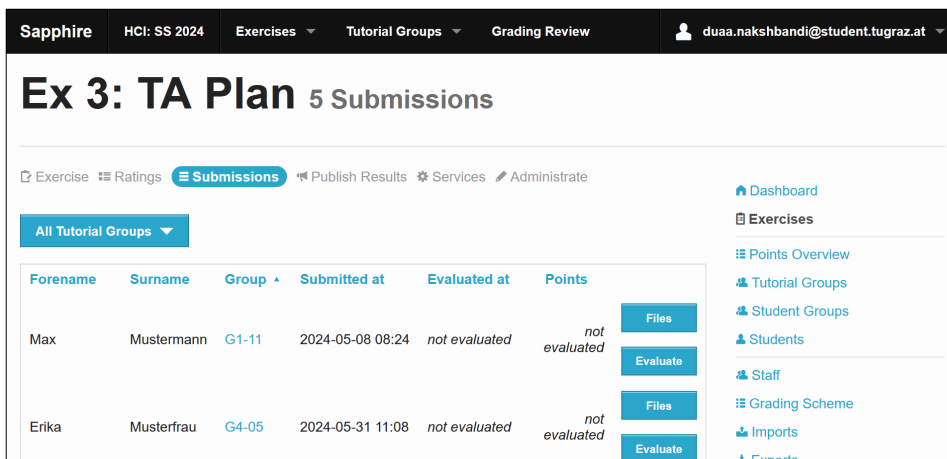 Sapphire HCI: SS 2024 Exercises Tutorial Groups Grading Review duaa.nakshbandi@student.tugraz.at
Ex 3: TA Plan 5 Submissions
Exercise Ratings Submissions Publish Results Services Administrate
All Tutorial Groups
Forename Surname Group Submitted at Evaluated at Points
Max Mustermann G1-11 2024-05-08 08:24 not evaluated not evaluated Files Evaluate
Erika Musterfrau G4-05 2024-05-31 11:08 not evaluated not evaluated Files Evaluate
Dashboard
Exercises
Points Overview
Tutorial Groups
Student Groups
Students
Staff
Grading Scheme
Imports
Exports